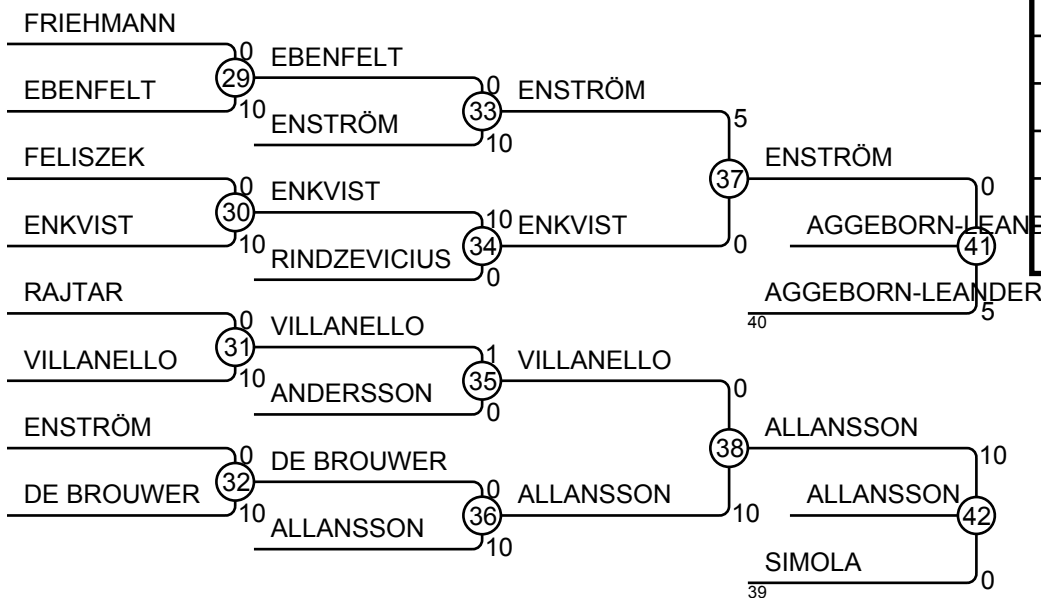 FRIEHMANN
0
29
EBENFELT
10
EBENFELT
0
33
ENSTRÖM
10
ENSTRÖM
5
FELISZEK
0
30
ENKVIST
10
ENKVIST
10
34
RINDZEVICIUS
0
ENKVIST
0
37
ENSTRÖM
0
AGGEBORN-LEANDE
41
AGGEBORN-LEANDER
40
5
RAJTAR
0
31
VILLANELLO
10
VILLANELLO
1
35
ANDERSSON
0
VILLANELLO
0
ENSTRÖM
0
32
DE BROUWER
10
DE BROUWER
0
36
ALLANSSON
10
ALLANSSON
10
38
ALLANSSON
10
ALLANSSON
42
SIMOLA
39
0